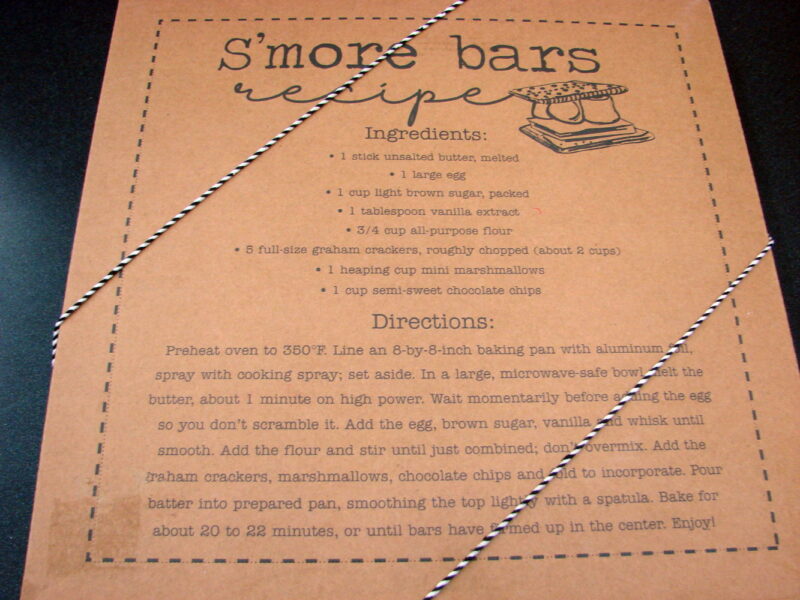 S'more bars
recipe
Ingredients:
• 1 stick unsalted butter, melted
• 1 large egg
• 1 cup light brown sugar, packed
• 1 tablespoon vanilla extract
• 3/4 cup all-purpose flour
• 5 full-size graham crackers, roughly chopped (about 2 cups)
• 1 heaping cup mini marshmallows
• 1 cup semi-sweet chocolate chips
Directions:
Preheat oven to 350°F. Line an 8-by-8-inch baking pan with aluminum foil,
spray with cooking spray; set aside. In a large, microwave-safe bowl melt the
butter, about 1 minute on high power. Wait momentarily before adding the egg
so you don't scramble it. Add the egg, brown sugar, vanilla and whisk until
smooth. Add the flour and stir until just combined; don't overmix. Add the
graham crackers, marshmallows, chocolate chips and fold to incorporate. Pour
batter into prepared pan, smoothing the top lightly with a spatula. Bake for
about 20 to 22 minutes, or until bars have firmed up in the center. Enjoy!